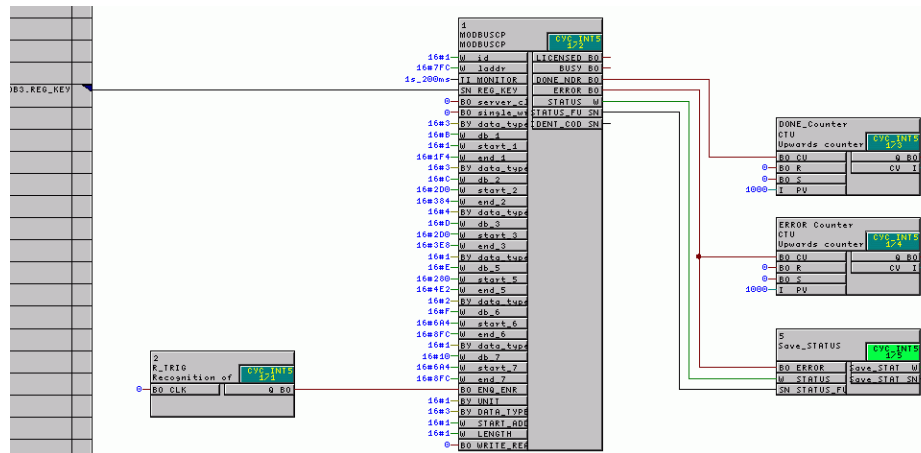 1
MODBUSCP
MODBUSCP
CYC_INT5
1/2
16#1 W id LICENSED BO
16#7FC W laddr BUSY BO
1s_200ms TI MONITOR DONE_NDR BO
DB3.REG_KEY SN REG_KEY ERROR BO
0 BO server_cl STATUS W
0 BO single_wr STATUS_FU SN
16#3 BY data_type IDENT_COD SN
16#B W db_1
16#1 W start_1
16#1F4 W end_1
16#3 BY data_type
16#C W db_2
16#2D0 W start_2
16#384 W end_2
16#4 BY data_type
16#D W db_3
16#2D0 W start_3
16#3E8 W end_3
16#1 BY data_type
16#E W db_5
16#280 W start_5
16#4E2 W end_5
16#2 BY data_type
16#F W db_6
16#6A4 W start_6
16#8FC W end_6
16#1 BY data_type
16#10 W db_7
16#6A4 W start_7
16#8FC W end_7
BO ENQ_ENR
16#1 BY UNIT
16#3 BY DATA_TYPE
16#1 W START_ADD
16#1 W LENGTH
0 BO WRITE_REA
2
R_TRIG
Recognition of
CYC_INT5
1/1
0 BO CLK Q BO
DONE_Counter
CTU
Upwards counter
CYC_INT5
1/3
BO CU Q BO
0 BO R CV I
0 BO S
1000 I PV
ERROR Counter
CTU
Upwards counter
CYC_INT5
1/4
BO CU Q BO
0 BO R CV I
0 BO S
1000 I PV
5
Save_STATUS
CYC_INT5
1/5
BO ERROR Save_STAT W
W STATUS Save_STAT SN
SN STATUS_FU